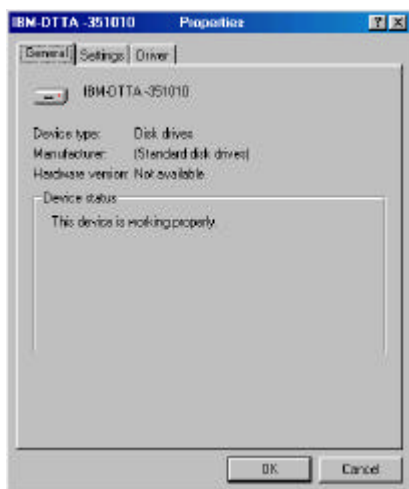 IBM-DTTA -351010 Properties
General Settings Driver
IBM-DTTA -351010
Device type: Disk drives
Manufacturer: (Standard disk drives)
Hardware version: Not available
Device status
This device is working properly.
OK Cancel